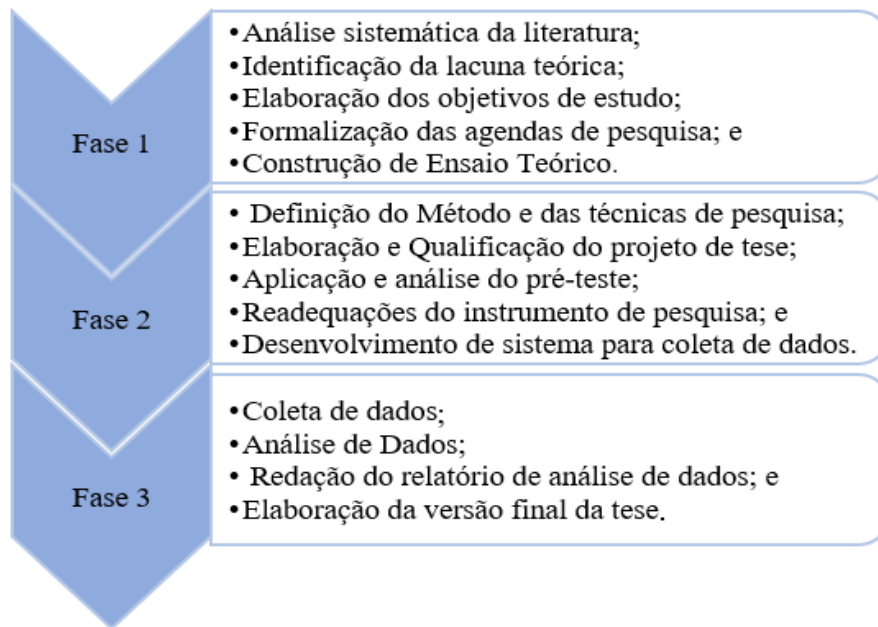 Fase 1
•Análise sistemática da literatura;
•Identificação da lacuna teórica;
•Elaboração dos objetivos de estudo;
•Formalização das agendas de pesquisa; e
•Construção de Ensaio Teórico.
Fase 2
• Definição do Método e das técnicas de pesquisa;
•Elaboração e Qualificação do projeto de tese;
•Aplicação e análise do pré-teste;
•Readequações do instrumento de pesquisa; e
•Desenvolvimento de sistema para coleta de dados.
Fase 3
•Coleta de dados;
•Análise de Dados;
• Redação do relatório de análise de dados; e
•Elaboração da versão final da tese.